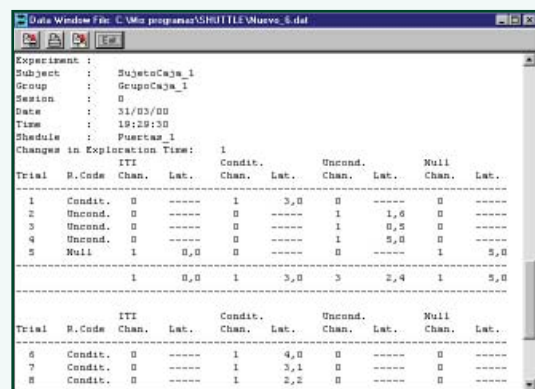 Data Window File C:\Mis programas\SHUTTLE\Nuevo_6.dat
Exit
Experiment :
Subject : SujetoCaja_1
Group : GrupoCaja_1
Session : 0
Date : 31/03/00
Time : 19:29:30
Shedule : Puertas_1
Changes in Exploration Time: 1
ITI Condit. Uncond. Null
Trial R.Code Chan. Lat. Chan. Lat. Chan. Lat. Chan. Lat.
1 Condit. 0 ----- 1 3,0 0 ----- 0 -----
2 Uncond. 0 ----- 0 ----- 1 1,6 0 -----
3 Uncond. 0 ----- 0 ----- 1 0,5 0 -----
4 Uncond. 0 ----- 0 ----- 1 5,0 0 -----
5 Null 1 0,0 0 ----- 0 ----- 1 5,0
1 0,0 1 3,0 3 2,4 1 5,0
ITI Condit. Uncond. Null
Trial R.Code Chan. Lat. Chan. Lat. Chan. Lat. Chan. Lat.
6 Condit. 0 ----- 1 4,0 0 ----- 0 -----
7 Condit. 0 ----- 1 3,1 0 ----- 0 -----
8 Condit. 0 ----- 1 2,2 0 ----- 0 -----